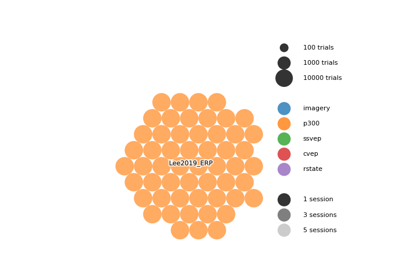 100 trials
1000 trials
10000 trials
imagery
p300
ssvep
cvep
rstate
Lee2019_ERP
1 session
3 sessions
5 sessions